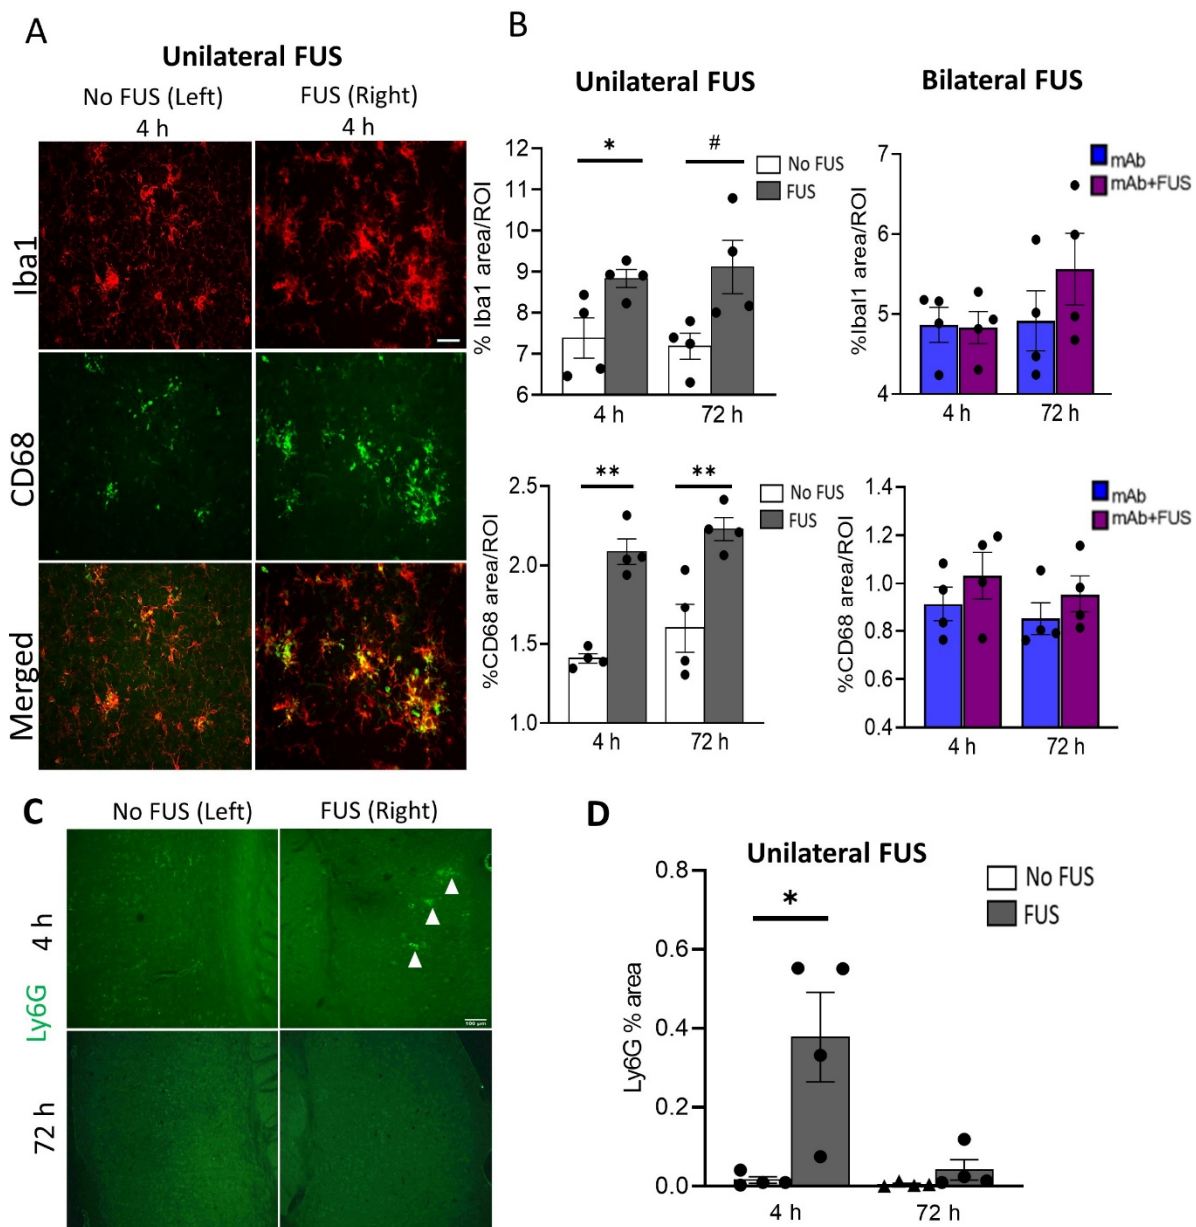 A
Unilateral FUS
No FUS (Left)
FUS (Right)
4 h
4 h
Iba1
CD68
Merged
B
Unilateral FUS
Bilateral FUS
% Iba1 area/ROI
12
11
10
9
8
7
6
*
#
No FUS
FUS
4 h
72 h
%Ibal1 area/ROI
7
6
5
4
mAb
mAb+FUS
4 h
72 h
%CD68 area/ROI
2.5
2.0
1.5
1.0
**
**
No FUS
FUS
4 h
72 h
%CD68 area/ROI
1.4
1.2
1.0
0.8
0.6
0.4
mAb
mAb+FUS
4 h
72 h
C
No FUS (Left)
FUS (Right)
Ly6G
4 h
72 h
100 µm
D
Unilateral FUS
Ly6G % area
0.8
0.6
0.4
0.2
0.0
*
No FUS
FUS
4 h
72 h